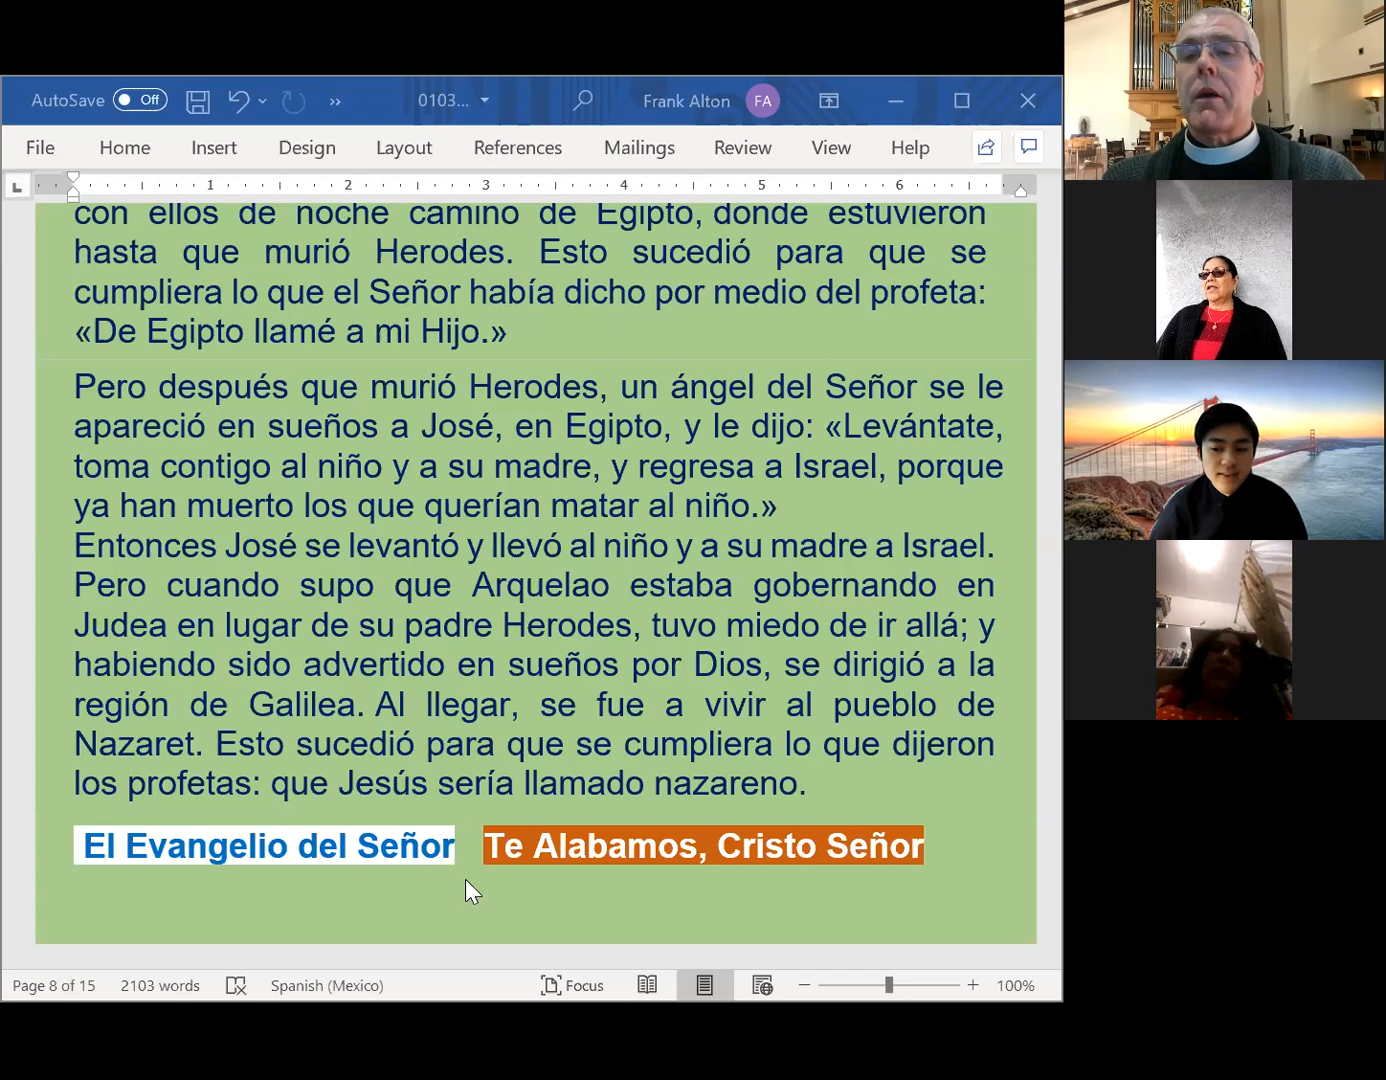 AutoSave Off 0103... Frank Alton FA
File Home Insert Design Layout References Mailings Review View Help
1 2 3 4 5 6
con ellos de noche camino de Egipto, donde estuvieron
hasta que murió Herodes. Esto sucedió para que se
cumpliera lo que el Señor había dicho por medio del profeta:
«De Egipto llamé a mi Hijo.»
Pero después que murió Herodes, un ángel del Señor se le
apareció en sueños a José, en Egipto, y le dijo: «Levántate,
toma contigo al niño y a su madre, y regresa a Israel, porque
ya han muerto los que querían matar al niño.»
Entonces José se levantó y llevó al niño y a su madre a Israel.
Pero cuando supo que Arquelao estaba gobernando en
Judea en lugar de su padre Herodes, tuvo miedo de ir allá; y
habiendo sido advertido en sueños por Dios, se dirigió a la
región de Galilea. Al llegar, se fue a vivir al pueblo de
Nazaret. Esto sucedió para que se cumpliera lo que dijeron
los profetas: que Jesús sería llamado nazareno.
El Evangelio del Señor Te Alabamos, Cristo Señor
Page 8 of 15 2103 words Spanish (Mexico) Focus 100%